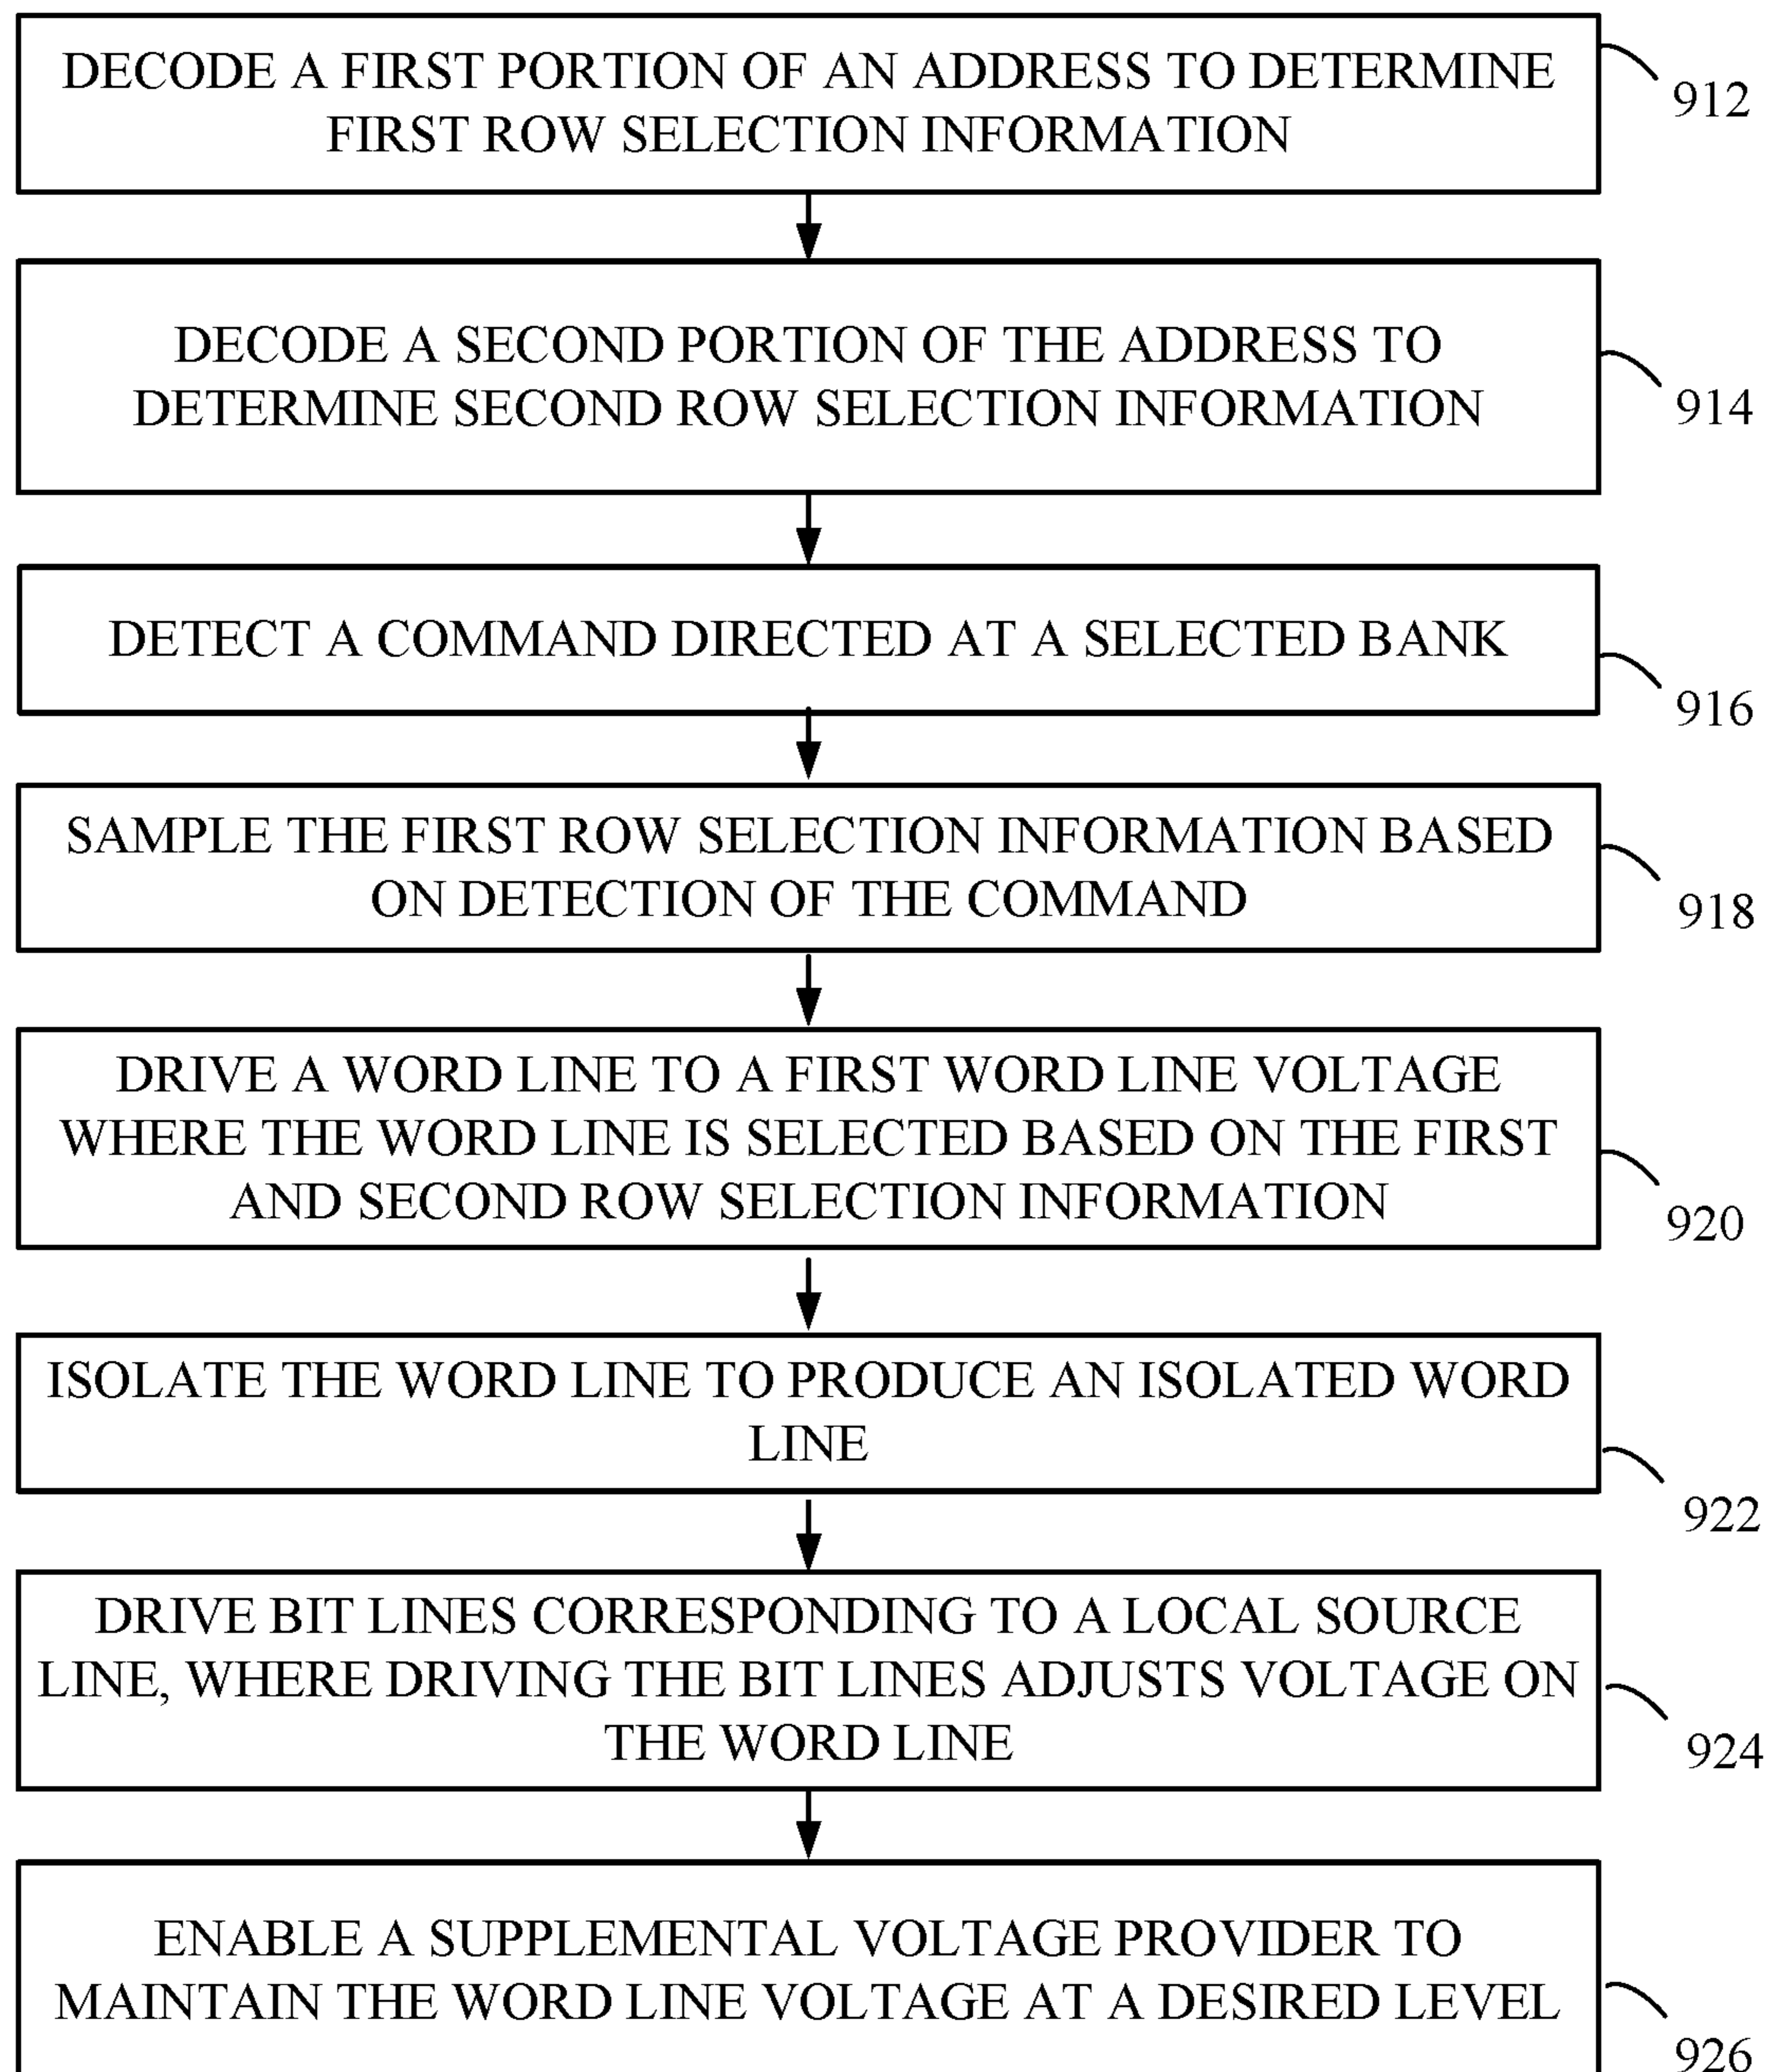 DECODE A FIRST PORTION OF AN ADDRESS TO DETERMINE
FIRST ROW SELECTION INFORMATION
912
DECODE A SECOND PORTION OF THE ADDRESS TO
DETERMINE SECOND ROW SELECTION INFORMATION
914
DETECT A COMMAND DIRECTED AT A SELECTED BANK
916
SAMPLE THE FIRST ROW SELECTION INFORMATION BASED
ON DETECTION OF THE COMMAND
918
DRIVE A WORD LINE TO A FIRST WORD LINE VOLTAGE
WHERE THE WORD LINE IS SELECTED BASED ON THE FIRST
AND SECOND ROW SELECTION INFORMATION
920
ISOLATE THE WORD LINE TO PRODUCE AN ISOLATED WORD
LINE
922
DRIVE BIT LINES CORRESPONDING TO A LOCAL SOURCE
LINE, WHERE DRIVING THE BIT LINES ADJUSTS VOLTAGE ON
THE WORD LINE
924
ENABLE A SUPPLEMENTAL VOLTAGE PROVIDER TO
MAINTAIN THE WORD LINE VOLTAGE AT A DESIRED LEVEL
926